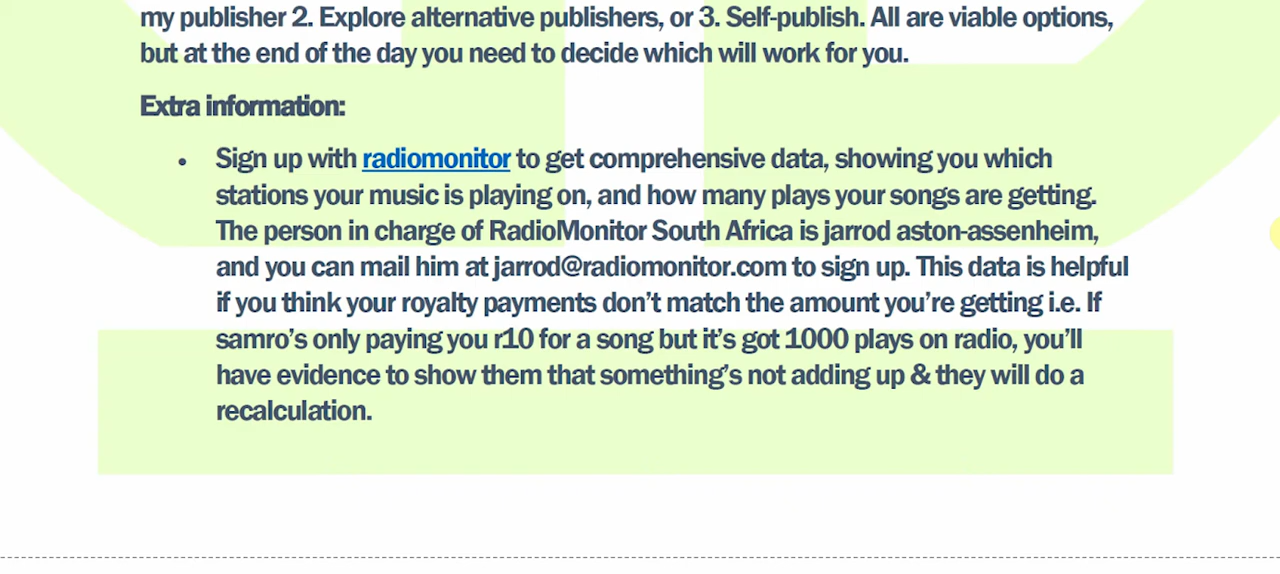 my publisher 2. Explore alternative publishers, or 3. Self-publish. All are viable options,
but at the end of the day you need to decide which will work for you.
Extra information:
• Sign up with radiomonitor to get comprehensive data, showing you which
stations your music is playing on, and how many plays your songs are getting.
The person in charge of RadioMonitor South Africa is jarrod aston-assenheim,
and you can mail him at jarrod@radiomonitor.com to sign up. This data is helpful
if you think your royalty payments don’t match the amount you’re getting i.e. If
samro’s only paying you r10 for a song but it’s got 1000 plays on radio, you’ll
have evidence to show them that something’s not adding up & they will do a
recalculation.